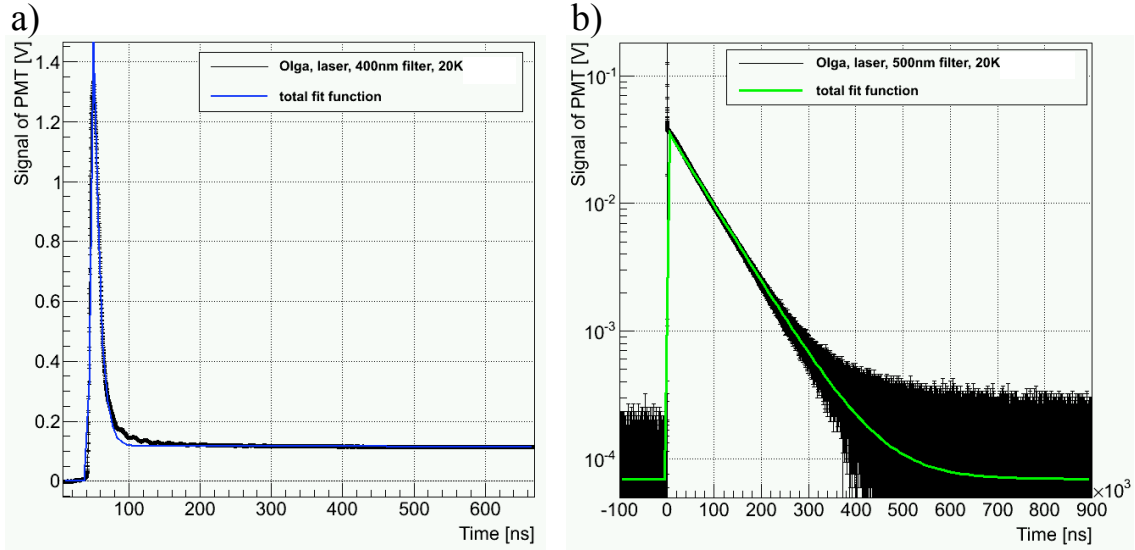 a)
Signal of PMT [V]
1.4
1.2
1
0.8
0.6
0.4
0.2
0
Olga, laser, 400nm filter, 20K
total fit function
100 200 300 400 500 600
Time [ns]
b)
Signal of PMT [V]
10⁻¹
10⁻²
10⁻³
10⁻⁴
Olga, laser, 500nm filter, 20K
total fit function
-100 0 100 200 300 400 500 600 700 800 900
×10³
Time [ns]